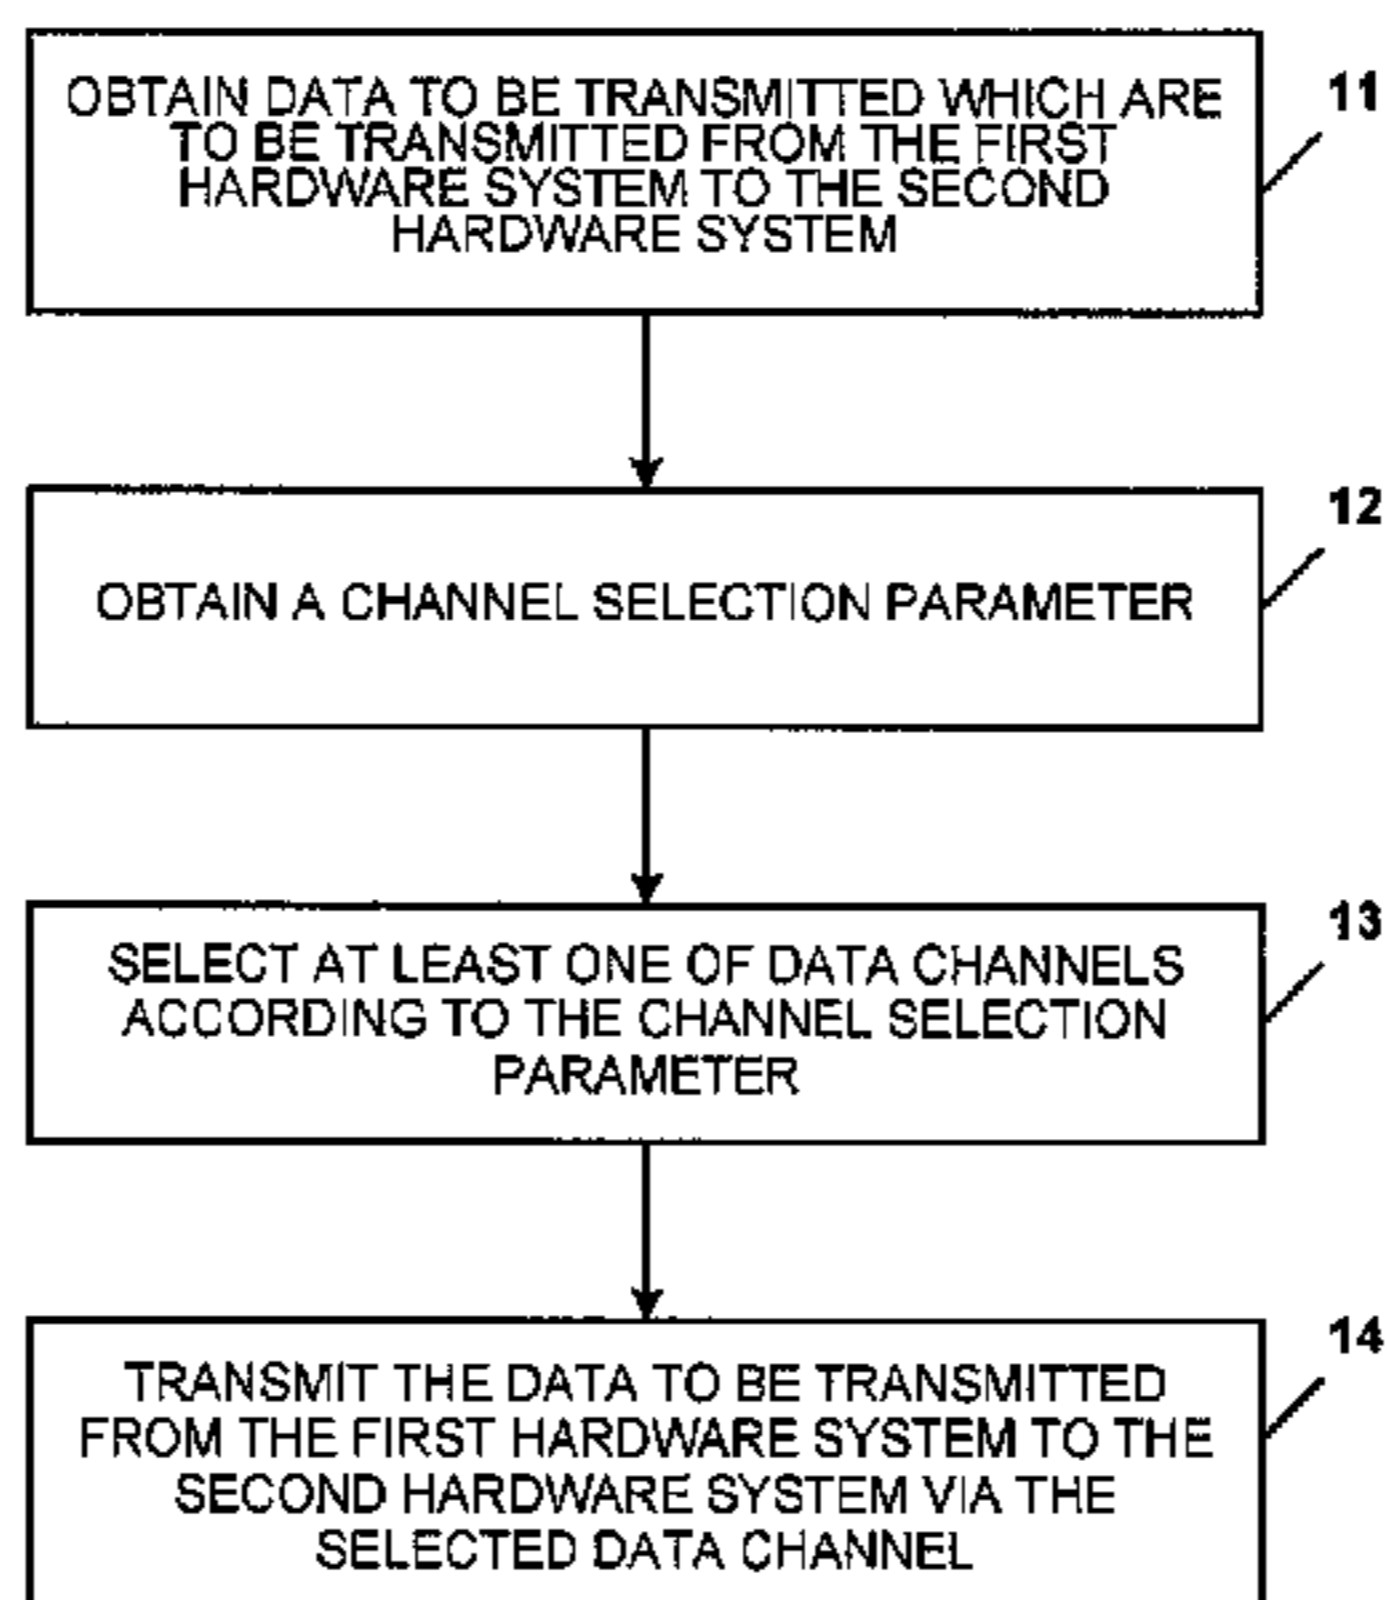 OBTAIN DATA TO BE TRANSMITTED WHICH ARE
TO BE TRANSMITTED FROM THE FIRST
HARDWARE SYSTEM TO THE SECOND
HARDWARE SYSTEM
11
OBTAIN A CHANNEL SELECTION PARAMETER
12
SELECT AT LEAST ONE OF DATA CHANNELS
ACCORDING TO THE CHANNEL SELECTION
PARAMETER
13
TRANSMIT THE DATA TO BE TRANSMITTED
FROM THE FIRST HARDWARE SYSTEM TO THE
SECOND HARDWARE SYSTEM VIA THE
SELECTED DATA CHANNEL
14